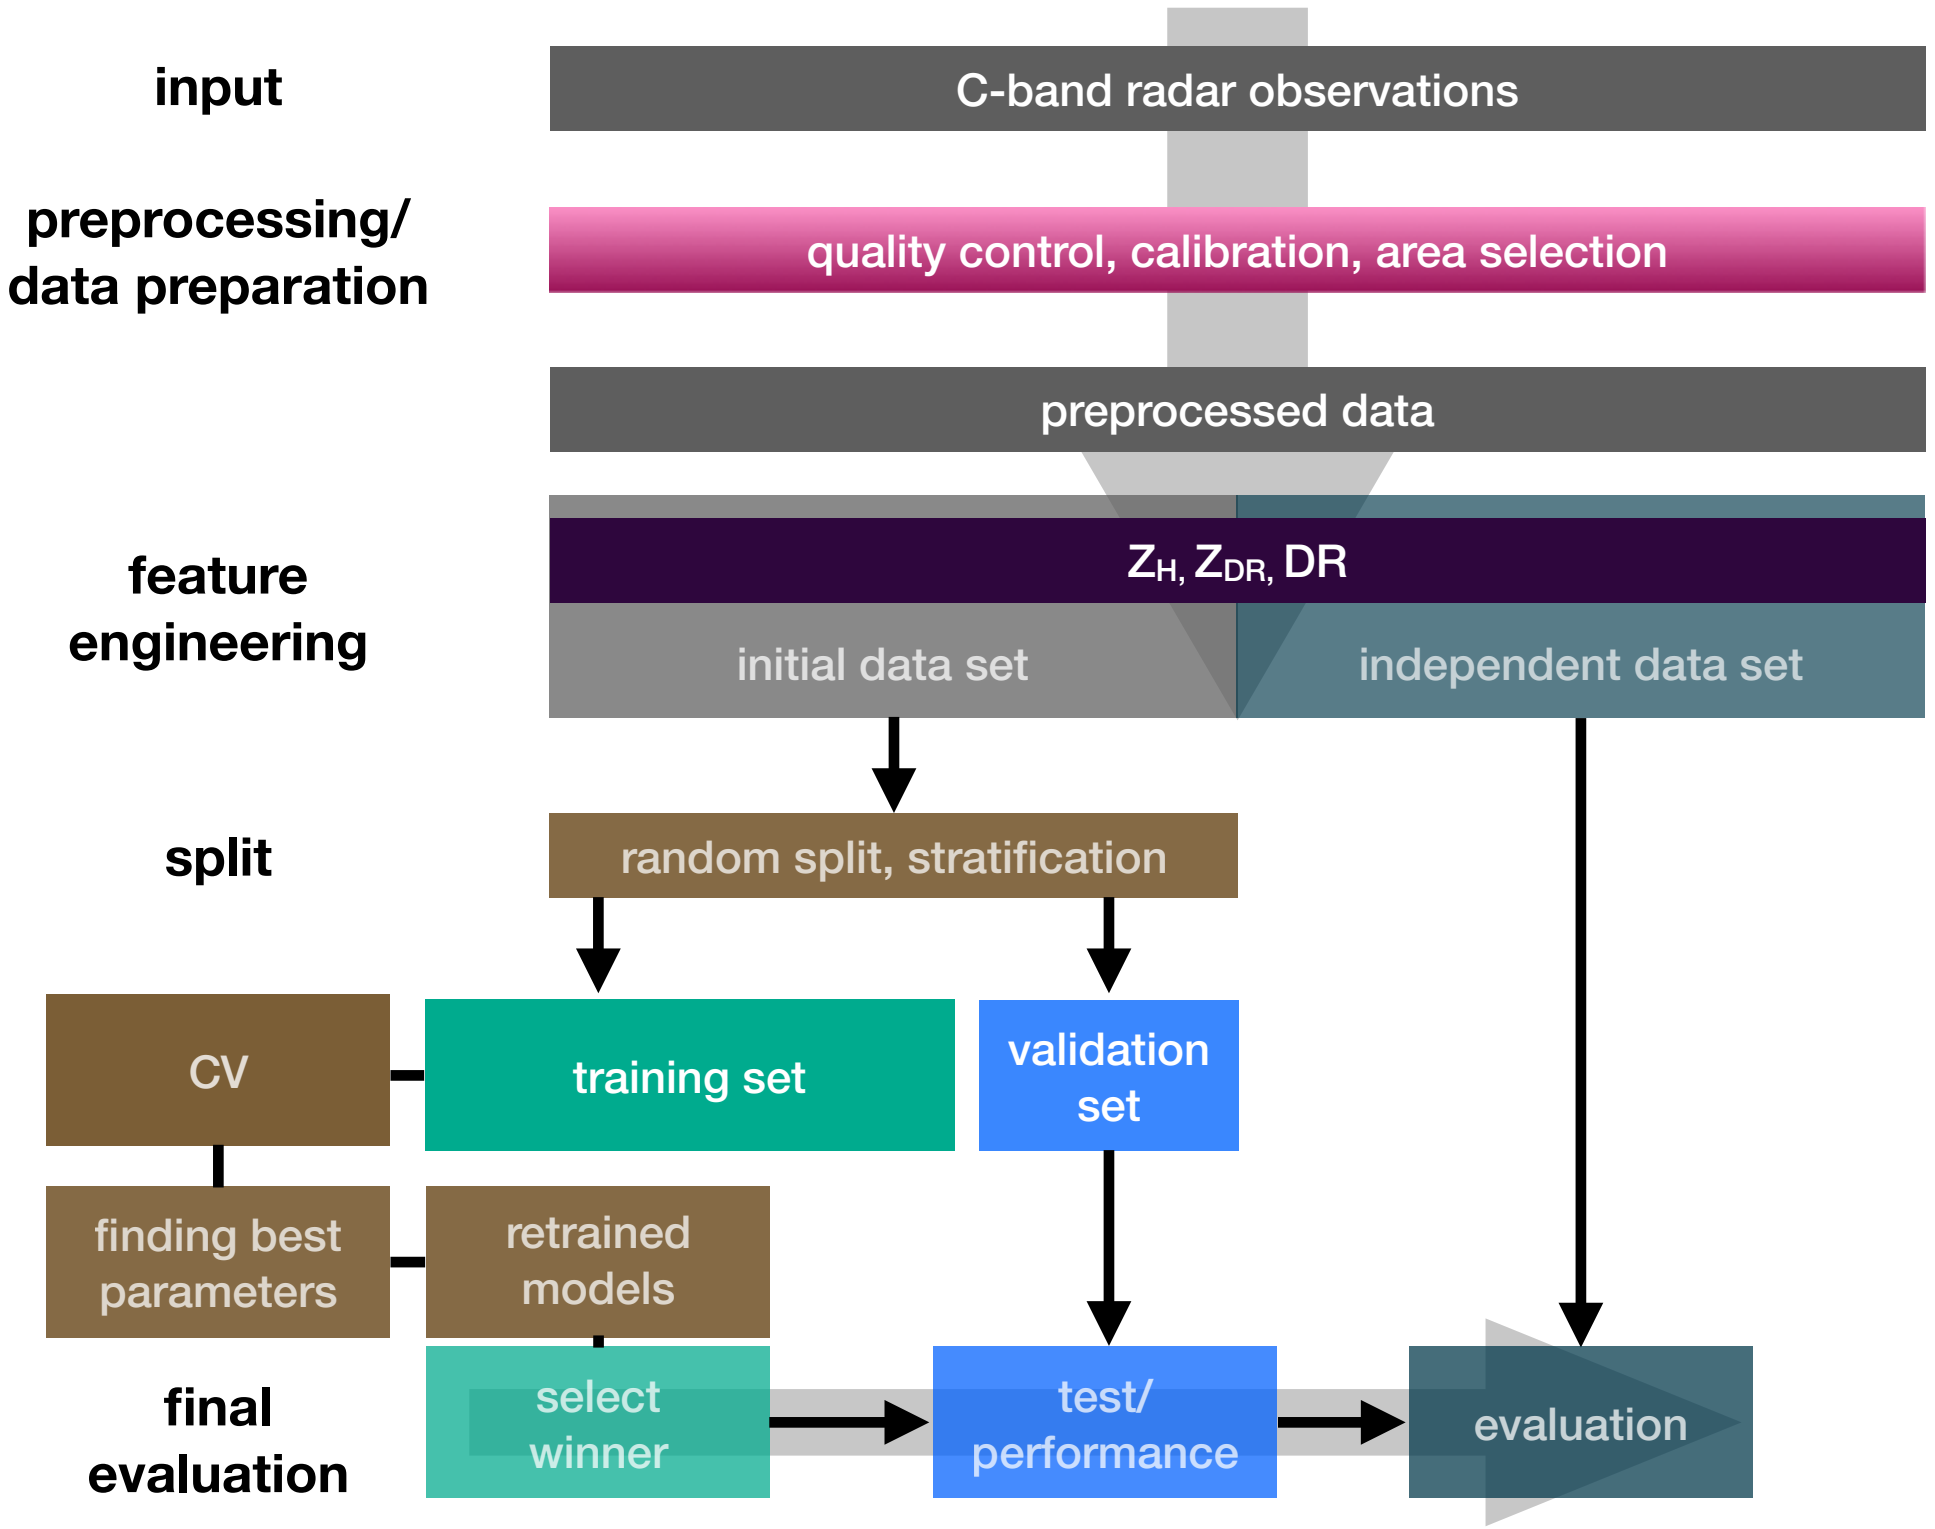 input
C-band radar observations
preprocessing/
data preparation
quality control, calibration, area selection
preprocessed data
feature
engineering
ZH, ZDR, DR
initial data set
independent data set
split
random split, stratification
CV
training set
validation
set
finding best
parameters
retrained
models
final
evaluation
select
winner
test/
performance
evaluation